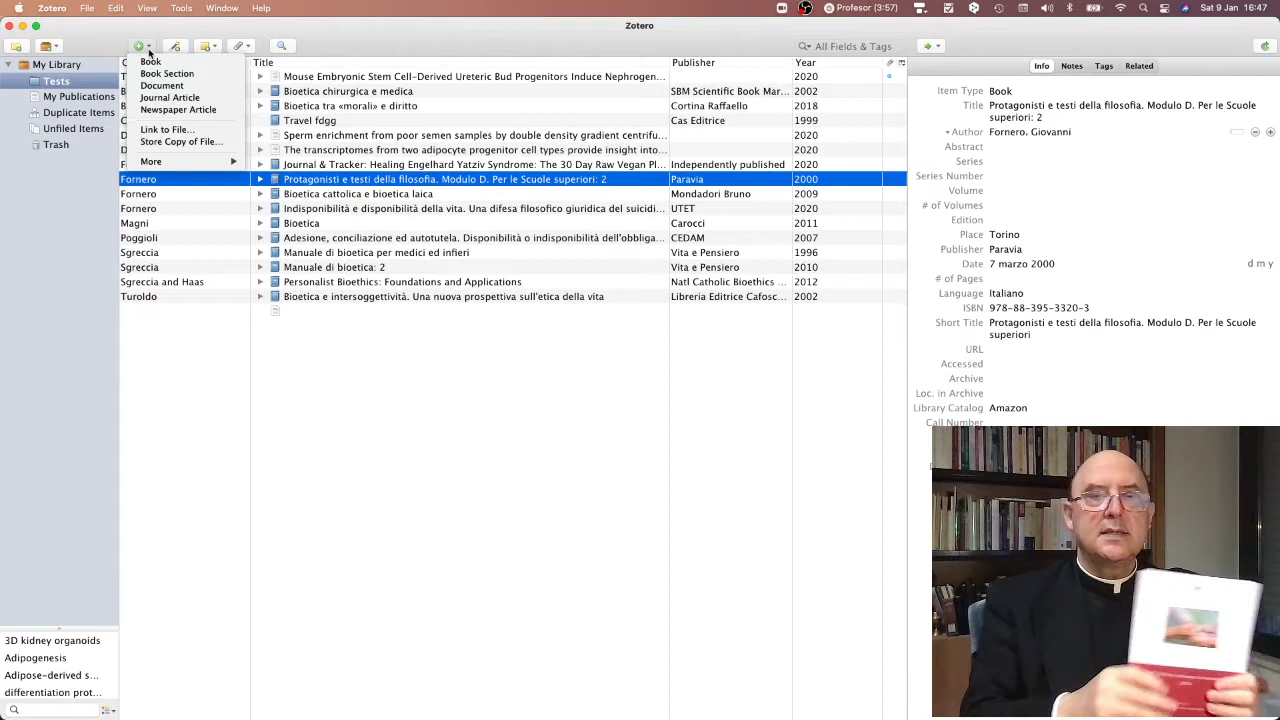 Zotero File Edit View Tools Window Help Profesor (3:57) Sat 9 Jan 16:47
Zotero
All Fields & Tags
My Library
Tests
My Publications
Duplicate Items
Unfiled Items
Trash
Book
Book Section
Document
Journal Article
Newspaper Article
Link to File...
Store Copy of File...
More
Title Publisher Year
Mouse Embryonic Stem Cell-Derived Ureteric Bud Progenitors Induce Nephrogen... 2020
Bioetica chirurgica e medica SBM Scientific Book Mar... 2002
Bioetica tra «morali» e diritto Cortina Raffaello 2018
Travel fdgg Cas Editrice 1999
Sperm enrichment from poor semen samples by double density gradient centrifu... 2020
The transcriptomes from two adipocyte progenitor cell types provide insight into... 2020
Journal & Tracker: Healing Engelhard Yatziv Syndrome: The 30 Day Raw Vegan Pl... Independently published 2020
Fornero Protagonisti e testi della filosofia. Modulo D. Per le Scuole superiori: 2 Paravia 2000
Fornero Bioetica cattolica e bioetica laica Mondadori Bruno 2009
Fornero Indisponibilità e disponibilità della vita. Una difesa filosofico giuridica del suicidi... UTET 2020
Magni Bioetica Carocci 2011
Poggioli Adesione, conciliazione ed autotutela. Disponibilità o indisponibilità dell'obbliga... CEDAM 2007
Sgreccia Manuale di bioetica per medici ed infieri Vita e Pensiero 1996
Sgreccia Manuale di bioetica: 2 Vita e Pensiero 2010
Sgreccia and Haas Personalist Bioethics: Foundations and Applications Natl Catholic Bioethics ... 2012
Turoldo Bioetica e intersoggettività. Una nuova prospettiva sull'etica della vita Libreria Editrice Cafosc... 2002
Info Notes Tags Related
Item Type Book
Title Protagonisti e testi della filosofia. Modulo D. Per le Scuole
superiori: 2
Author Fornero, Giovanni
Abstract
Series
Series Number
Volume
# of Volumes
Edition
Place Torino
Publisher Paravia
Date 7 marzo 2000 d m y
# of Pages
Language Italiano
ISBN 978-88-395-3320-3
Short Title Protagonisti e testi della filosofia. Modulo D. Per le Scuole
superiori
URL
Accessed
Archive
Loc. in Archive
Library Catalog Amazon
Call Number
3D kidney organoids
Adipogenesis
Adipose-derived s...
differentiation prot...